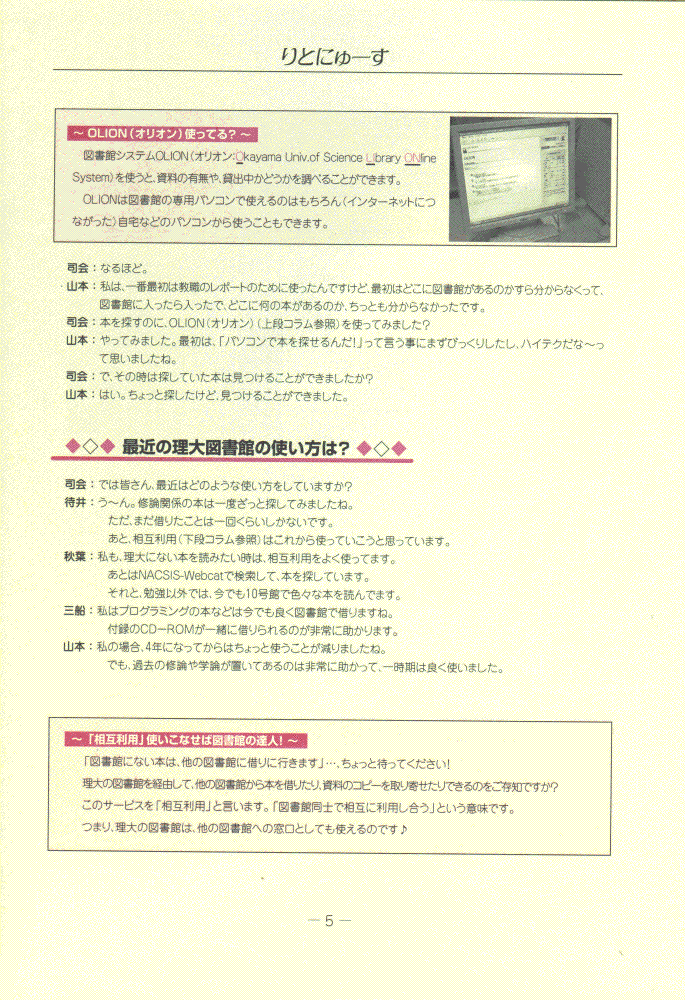 りとにゅーす
～ OLION(オリオン)使ってる? ～
図書館システムOLION(オリオン:Okayama Univ.of Science Library ONline
System)を使うと、資料の有無や、貸出中かどうかを調べることができます。
OLIONは図書館の専用パソコンで使えるのはもちろん(インターネットにつ
ながった)自宅などのパソコンから使うこともできます。
司会：なるほど。
山本：私は、一番最初は教職のレポートのために使ったんですけど、最初はどこに図書館があるのかすら分からなくって、
図書館に入ったら入ったで、どこに何の本があるのか、ちっとも分からなかったです。
司会：本を探すのに、OLION(オリオン)(上段コラム参照)を使ってみました?
山本：やってみました。最初は、「パソコンで本を探せるんだ!」って言う事にまずびっくりしたし、ハイテクだな～っ
て思いましたね。
司会：で、その時は探していた本は見つけることができましたか?
山本：はい。ちょっと探したけど、見つけることができました。
◆◇◆ 最近の理大図書館の使い方は? ◆◇◆
司会：では皆さん、最近はどのような使い方をしていますか?
待井：う～ん。修論関係の本は一度ざっと探してみましたね。
ただ、まだ借りたことは一回くらいしかないです。
あと、相互利用(下段コラム参照)はこれから使っていこうと思っています。
秋葉：私も、理大にない本を読みたい時は、相互利用をよく使ってます。
あとはNACSIS-Webcatで検索して、本を探しています。
それと、勉強以外では、今でも10号館で色々な本を読んでます。
三船：私はプログラミングの本などは今でも良く図書館で借りますね。
付録のCDーROMが一緒に借りられるのが非常に助かります。
山本：私の場合、4年になってからはちょっと使うことが減りましたね。
でも、過去の修論や学論が置いてあるのは非常に助かって、一時期は良く使いました。
～ 「相互利用」使いこなせば図書館の達人! ～
「図書館にない本は、他の図書館に借りに行きます」…、ちょっと待ってください!
理大の図書館を経由して、他の図書館から本を借りたり、資料のコピーを取り寄せたりできるのをご存知ですか?
このサービスを「相互利用」と言います。「図書館同士で相互に利用し合う」という意味です。
つまり、理大の図書館は、他の図書館への窓口としても使えるのです♪
― 5 ―